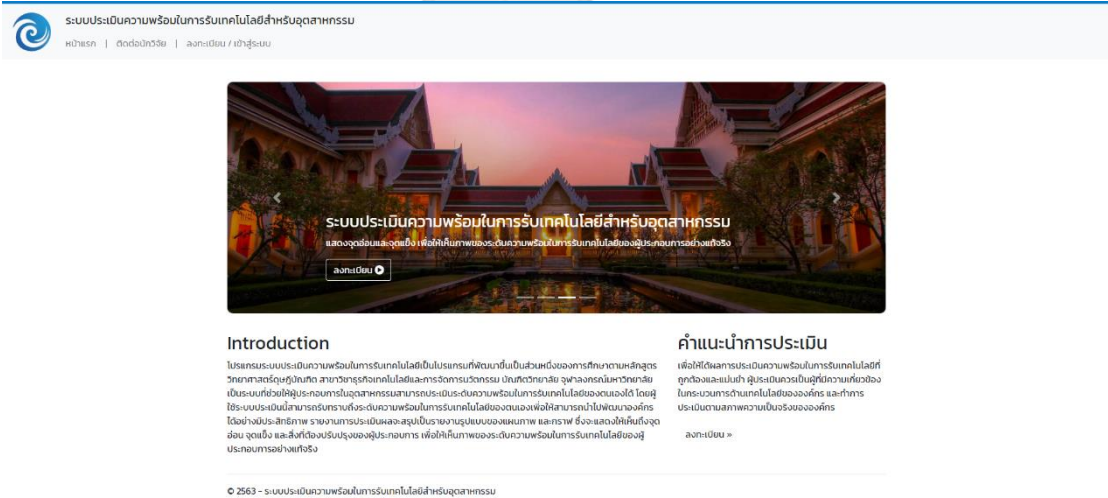 ระบบประเมินความพร้อมในการรับเทคโนโลยีสำหรับอุตสาหกรรม
หน้าแรก | ติดต่อนักวิจัย | ลงทะเบียน / เข้าสู่ระบบ
ระบบประเมินความพร้อมในการรับเทคโนโลยีสำหรับอุตสาหกรรม
แสดงจุดอ่อนและจุดแข็ง เพื่อให้เห็นภาพของระดับความพร้อมในการรับเทคโนโลยีของผู้ประกอบการอย่างแท้จริง
ลงทะเบียน
Introduction
โปรแกรมระบบประเมินความพร้อมในการรับเทคโนโลยีเป็นโปรแกรมที่พัฒนาขึ้นเป็นส่วนหนึ่งของการศึกษาตามหลักสูตร
วิทยาศาสตร์ดุษฎีบัณฑิต สาขาวิชาธุรกิจเทคโนโลยีและการจัดการนวัตกรรม บัณฑิตวิทยาลัย จุฬาลงกรณ์มหาวิทยาลัย
เป็นระบบที่ช่วยให้ผู้ประกอบการในอุตสาหกรรมสามารถประเมินระดับความพร้อมในการรับเทคโนโลยีของตนเองได้ โดยผู้
ใช้ระบบประเมินนี้สามารถรับทราบถึงระดับความพร้อมในการรับเทคโนโลยีของตนเองเพื่อให้สามารถนำไปพัฒนาองค์กร
ได้อย่างมีประสิทธิภาพ รายงานการประเมินผลจะสรุปเป็นรายงานรูปแบบของแผนภาพ และกราฟ ซึ่งจะแสดงให้เห็นถึงจุด
อ่อน จุดแข็ง และสิ่งที่ต้องปรับปรุงของผู้ประกอบการ เพื่อให้เห็นภาพของระดับความพร้อมในการรับเทคโนโลยีของผู้
ประกอบการอย่างแท้จริง
คำแนะนำการประเมิน
เพื่อให้ได้ผลการประเมินความพร้อมในการรับเทคโนโลยีที่
ถูกต้องและแม่นยำ ผู้ประเมินควรเป็นผู้ที่มีความเกี่ยวข้อง
ในกระบวนการด้านเทคโนโลยีขององค์กร และทำการ
ประเมินตามสภาพความเป็นจริงขององค์กร
ลงทะเบียน »
© 2563 - ระบบประเมินความพร้อมในการรับเทคโนโลยีสำหรับอุตสาหกรรม